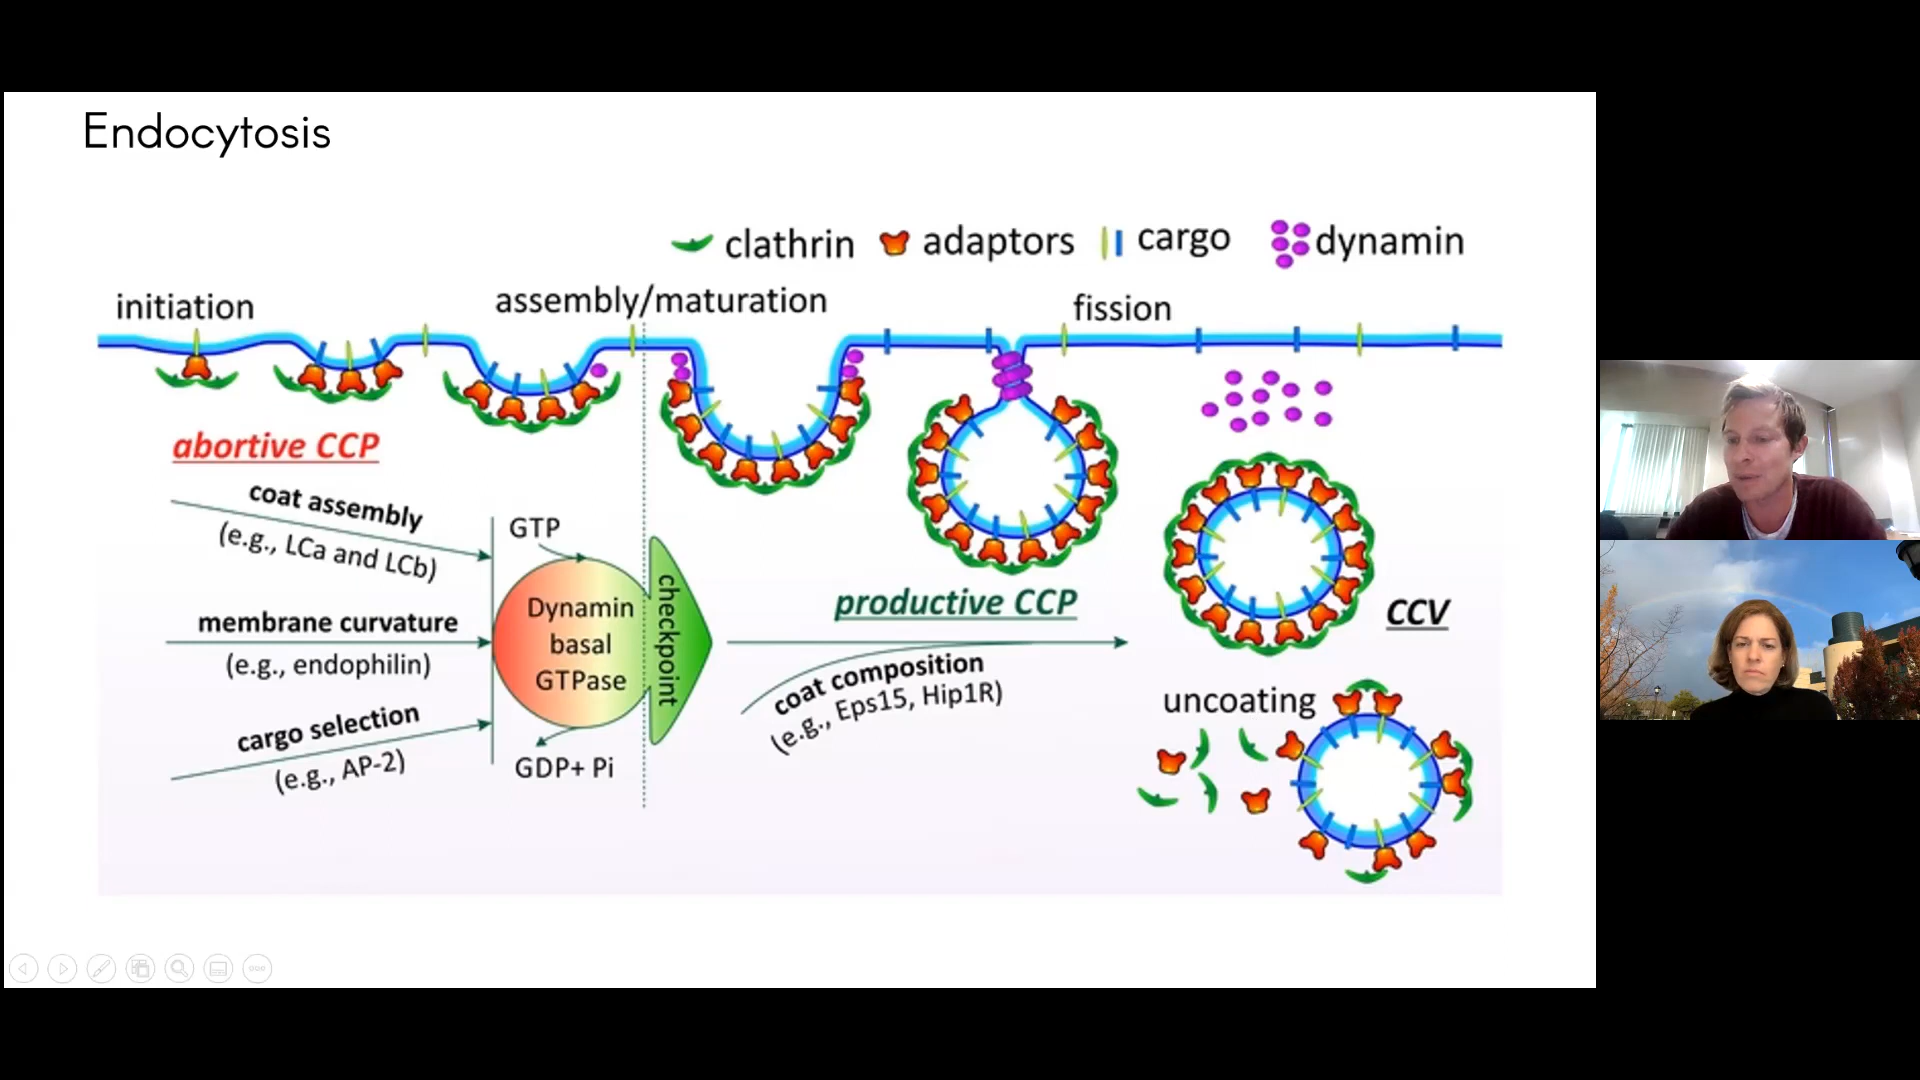 Endocytosis
clathrin adaptors cargo dynamin
initiation
assembly/maturation
fission
abortive CCP
coat assembly
(e.g., LCa and LCb)
membrane curvature
(e.g., endophilin)
cargo selection
(e.g., AP-2)
GTP
Dynamin
basal
GTPase
GDP+ Pi
checkpoint
productive CCP
coat composition
(e.g., Eps15, Hip1R)
CCV
uncoating